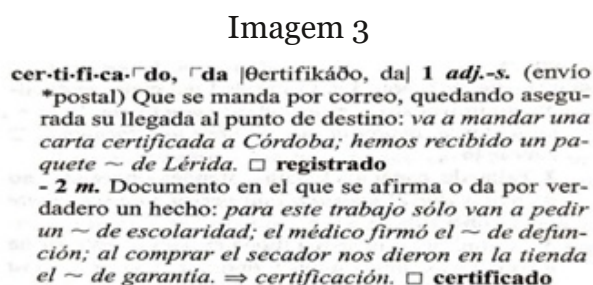 Imagem 3
cer·ti·fi·ca·⌜do, ⌜da |θertifikáðo, da| 1 adj.-s. (envío
*postal) Que se manda por correo, quedando asegu-
rada su llegada al punto de destino: va a mandar una
carta certificada a Córdoba; hemos recibido un pa-
quete ~ de Lérida. □ registrado
- 2 m. Documento en el que se afirma o da por ver-
dadero un hecho: para este trabajo sólo van a pedir
un ~ de escolaridad; el médico firmó el ~ de defun-
ción; al comprar el secador nos dieron en la tienda
el ~ de garantía. ⇒ certificación. □ certificado